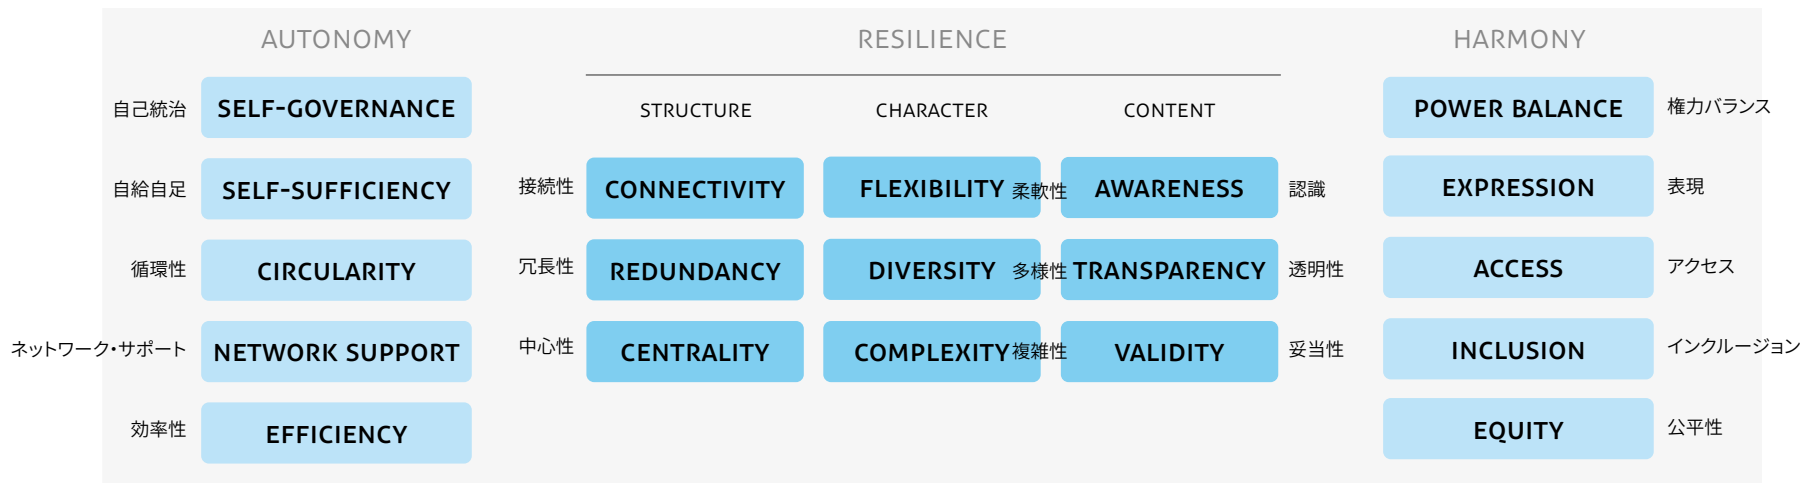 AUTONOMY
自己統治 SELF-GOVERNANCE
自給自足 SELF-SUFFICIENCY
循環性 CIRCULARITY
ネットワーク・サポート NETWORK SUPPORT
効率性 EFFICIENCY
RESILIENCE
STRUCTURE CHARACTER CONTENT
接続性 CONNECTIVITY FLEXIBILITY 柔軟性 AWARENESS 認識
冗長性 REDUNDANCY DIVERSITY 多様性 TRANSPARENCY 透明性
中心性 CENTRALITY COMPLEXITY 複雑性 VALIDITY 妥当性
HARMONY
POWER BALANCE 権力バランス
EXPRESSION 表現
ACCESS アクセス
INCLUSION インクルージョン
EQUITY 公平性